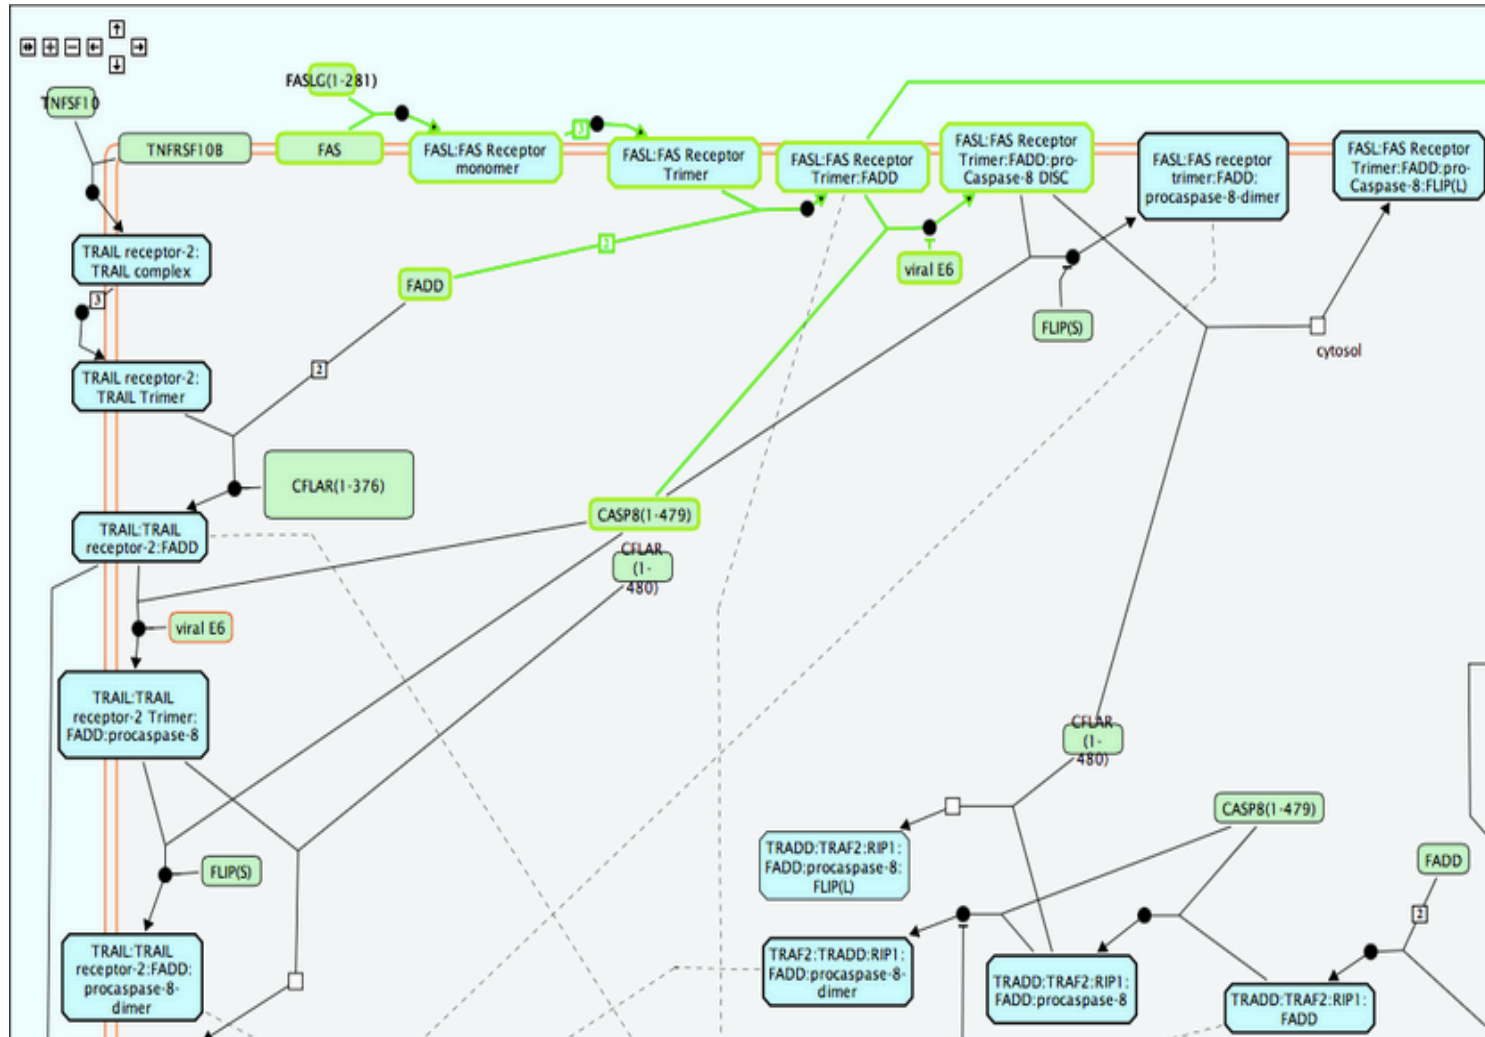 FASLG(1-281)
TNFSF10
TNFRSF10B
FAS
FASL:FAS Receptor
monomer
3
FASL:FAS Receptor
Trimer
FASL:FAS Receptor
Trimer:FADD
FASL:FAS Receptor
Trimer:FADD:pro-
Caspase-8 DISC
FASL:FAS receptor
trimer:FADD:
procaspase-8-dimer
FASL:FAS Receptor
Trimer:FADD:pro-
Caspase-8:FLIP(L)
TRAIL receptor-2:
TRAIL complex
2
viral E6
FADD
3
FLIP(S)
cytosol
TRAIL receptor-2:
TRAIL Trimer
2
CFLAR(1-376)
CASP8(1-479)
TRAIL:TRAIL
receptor-2:FADD
CFLAR
(1-
480)
viral E6
TRAIL:TRAIL
receptor-2 Trimer:
FADD:procaspase-8
CFLAR
(1-
480)
CASP8(1-479)
TRADD:TRAF2:RIP1:
FADD:procaspase-8:
FLIP(L)
FADD
FLIP(S)
2
TRAIL:TRAIL
receptor-2:FADD:
procaspase-8-
dimer
TRAF2:TRADD:RIP1:
FADD:procaspase-8-
dimer
TRADD:TRAF2:RIP1:
FADD:procaspase-8
TRADD:TRAF2:RIP1:
FADD